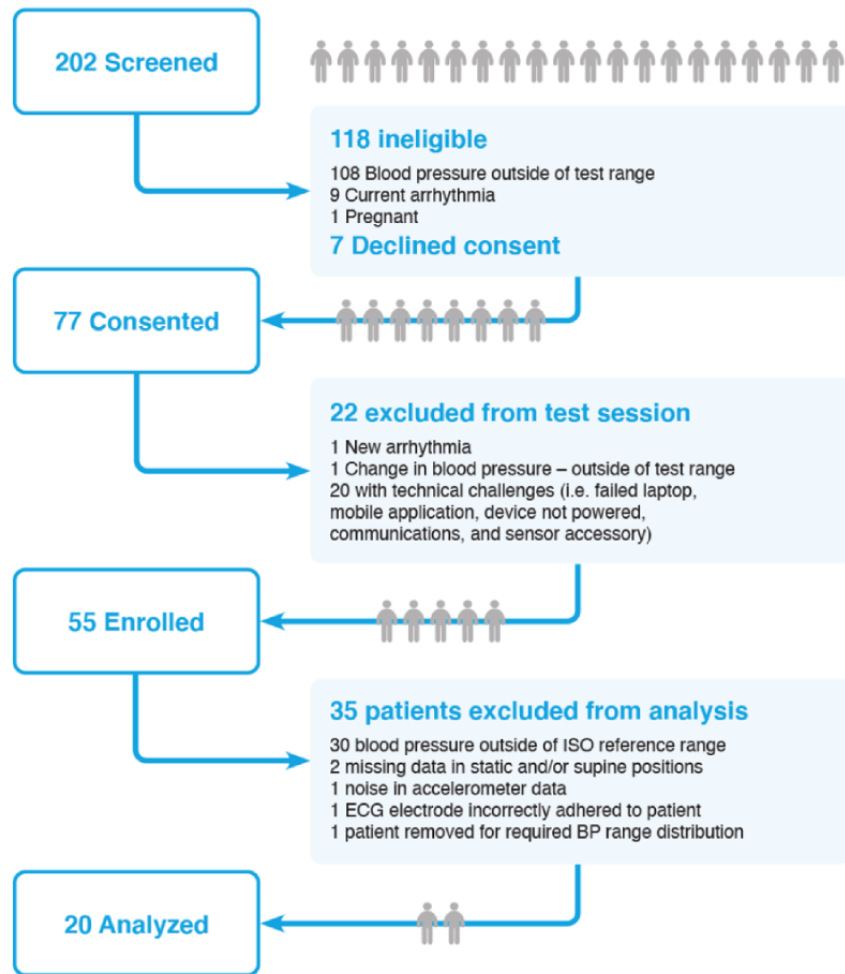 202 Screened
118 ineligible
108 Blood pressure outside of test range
9 Current arrhythmia
1 Pregnant
7 Declined consent
77 Consented
22 excluded from test session
1 New arrhythmia
1 Change in blood pressure – outside of test range
20 with technical challenges (i.e. failed laptop,
mobile application, device not powered,
communications, and sensor accessory)
55 Enrolled
35 patients excluded from analysis
30 blood pressure outside of ISO reference range
2 missing data in static and/or supine positions
1 noise in accelerometer data
1 ECG electrode incorrectly adhered to patient
1 patient removed for required BP range distribution
20 Analyzed